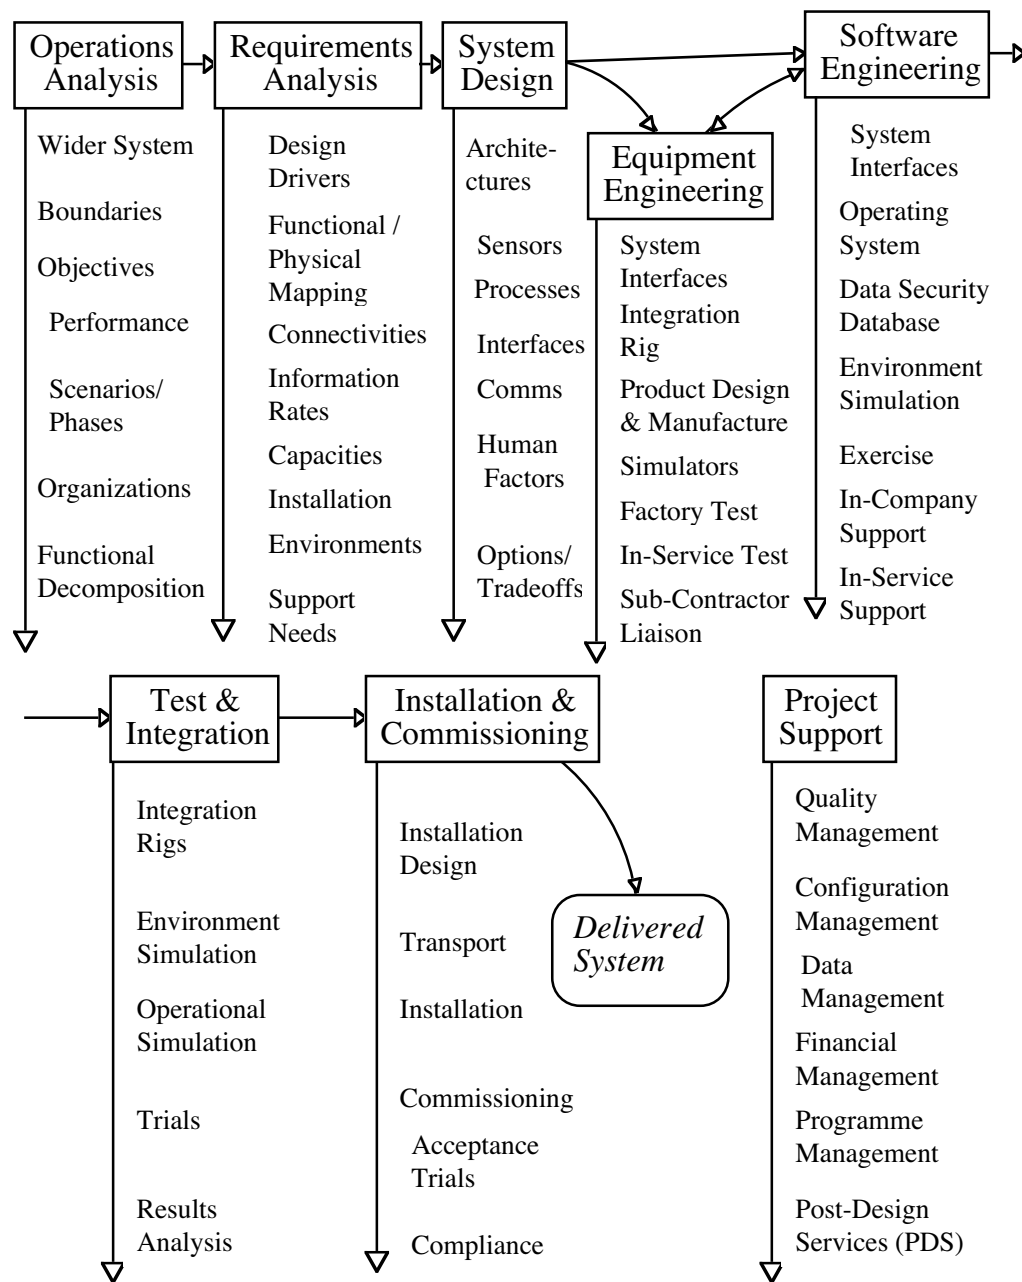 Operations
Analysis
Wider System
Boundaries
Objectives
Performance
Scenarios/
Phases
Organizations
Functional
Decomposition
Requirements
Analysis
Design
Drivers
Functional /
Physical
Mapping
Connectivities
Information
Rates
Capacities
Installation
Environments
Support
Needs
System
Design
Archite-
ctures
Sensors
Processes
Interfaces
Comms
Human
Factors
Options/
Tradeoffs
Equipment
Engineering
System
Interfaces
Integration
Rig
Product Design
& Manufacture
Simulators
Factory Test
In-Service Test
Sub-Contractor
Liaison
Software
Engineering
System
Interfaces
Operating
System
Data Security
Database
Environment
Simulation
Exercise
In-Company
Support
In-Service
Support
Test &
Integration
Integration
Rigs
Environment
Simulation
Operational
Simulation
Trials
Results
Analysis
Installation &
Commissioning
Installation
Design
Transport
Installation
Commissioning
Acceptance
Trials
Compliance
Delivered
System
Project
Support
Quality
Management
Configuration
Management
Data
Management
Financial
Management
Programme
Management
Post-Design
Services (PDS)